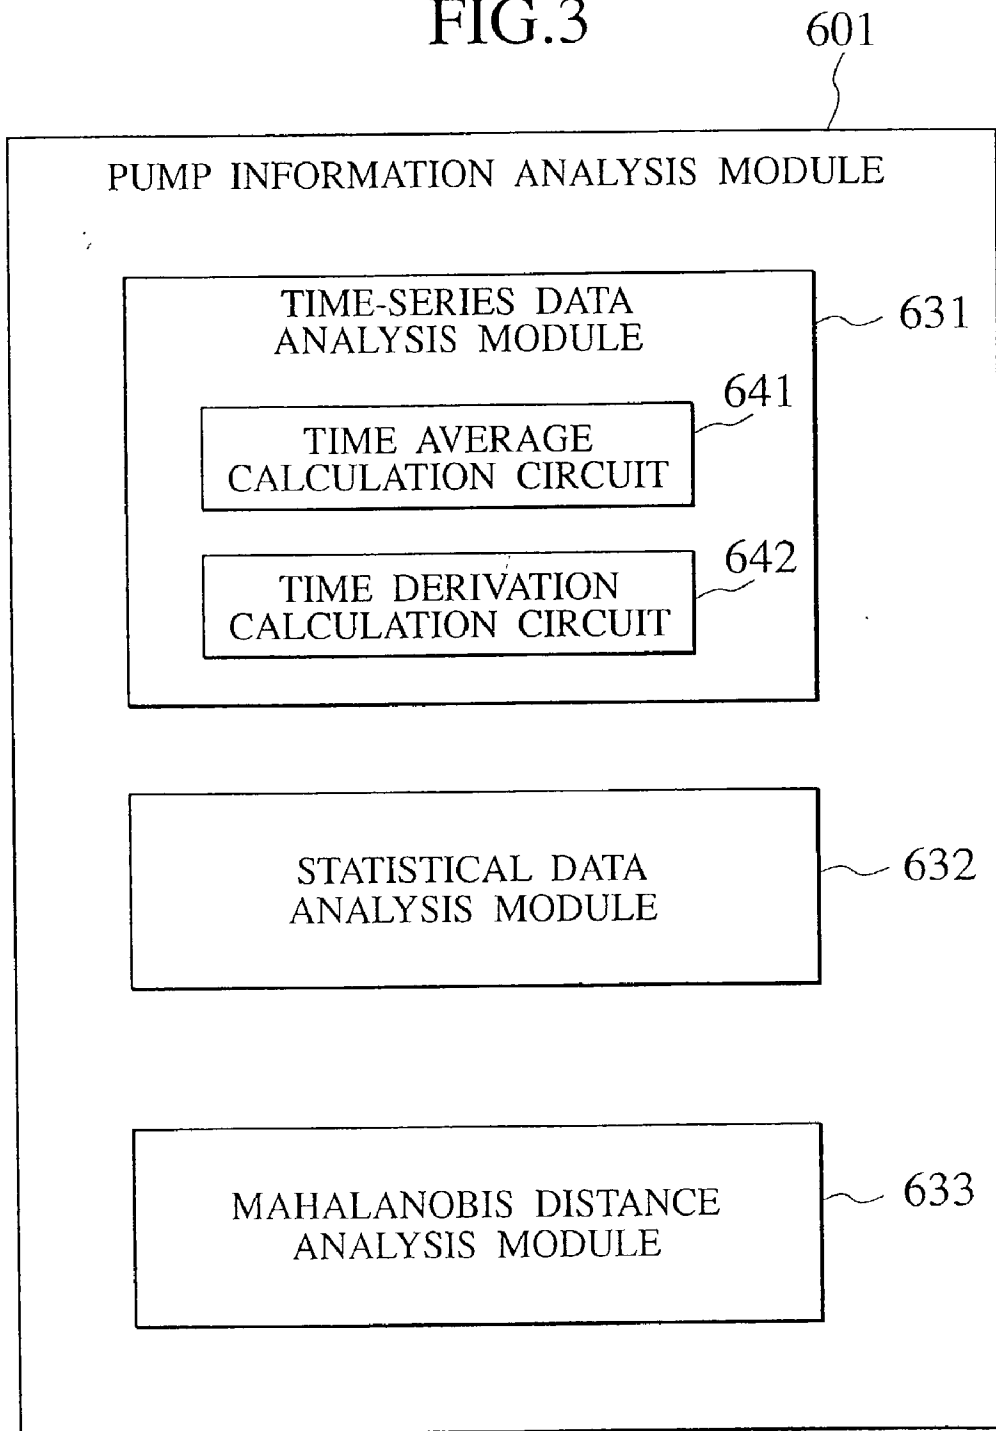 FIG.3
601
PUMP INFORMATION ANALYSIS MODULE
TIME-SERIES DATA
ANALYSIS MODULE
631
641
TIME AVERAGE
CALCULATION CIRCUIT
642
TIME DERIVATION
CALCULATION CIRCUIT
STATISTICAL DATA
ANALYSIS MODULE
632
MAHALANOBIS DISTANCE
ANALYSIS MODULE
633